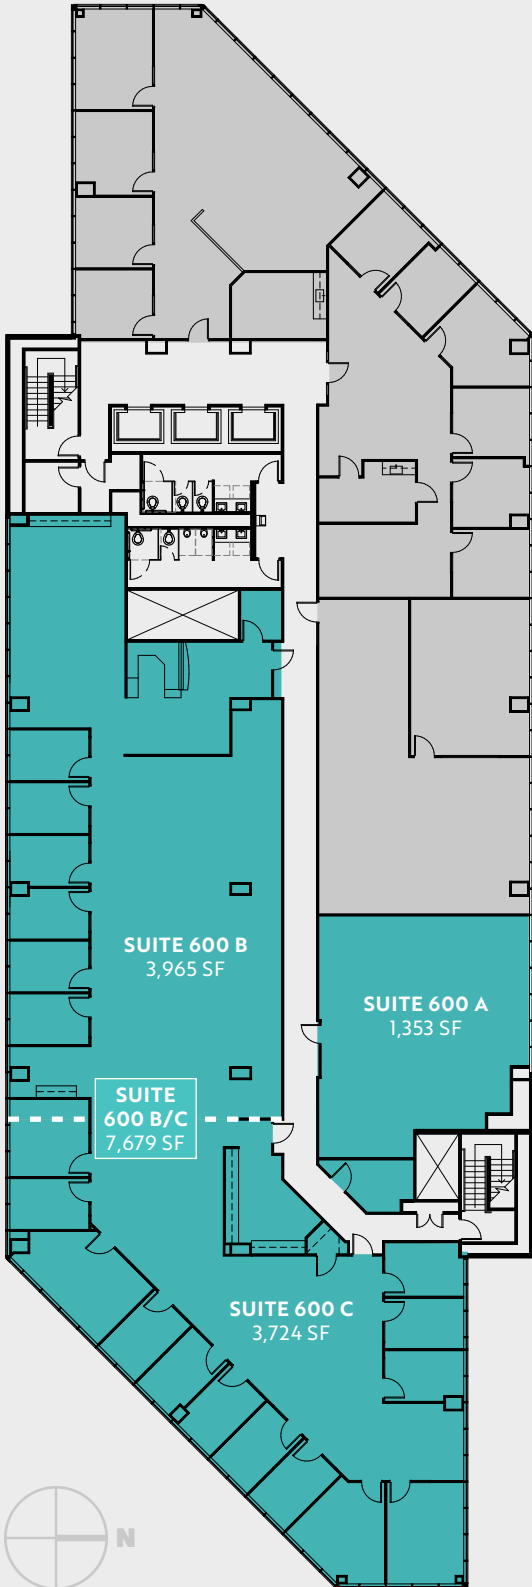 SUITE 600 B
3,965 SF
SUITE 600 A
1,353 SF
SUITE
600 B/C
7,679 SF
SUITE 600 C
3,724 SF
N